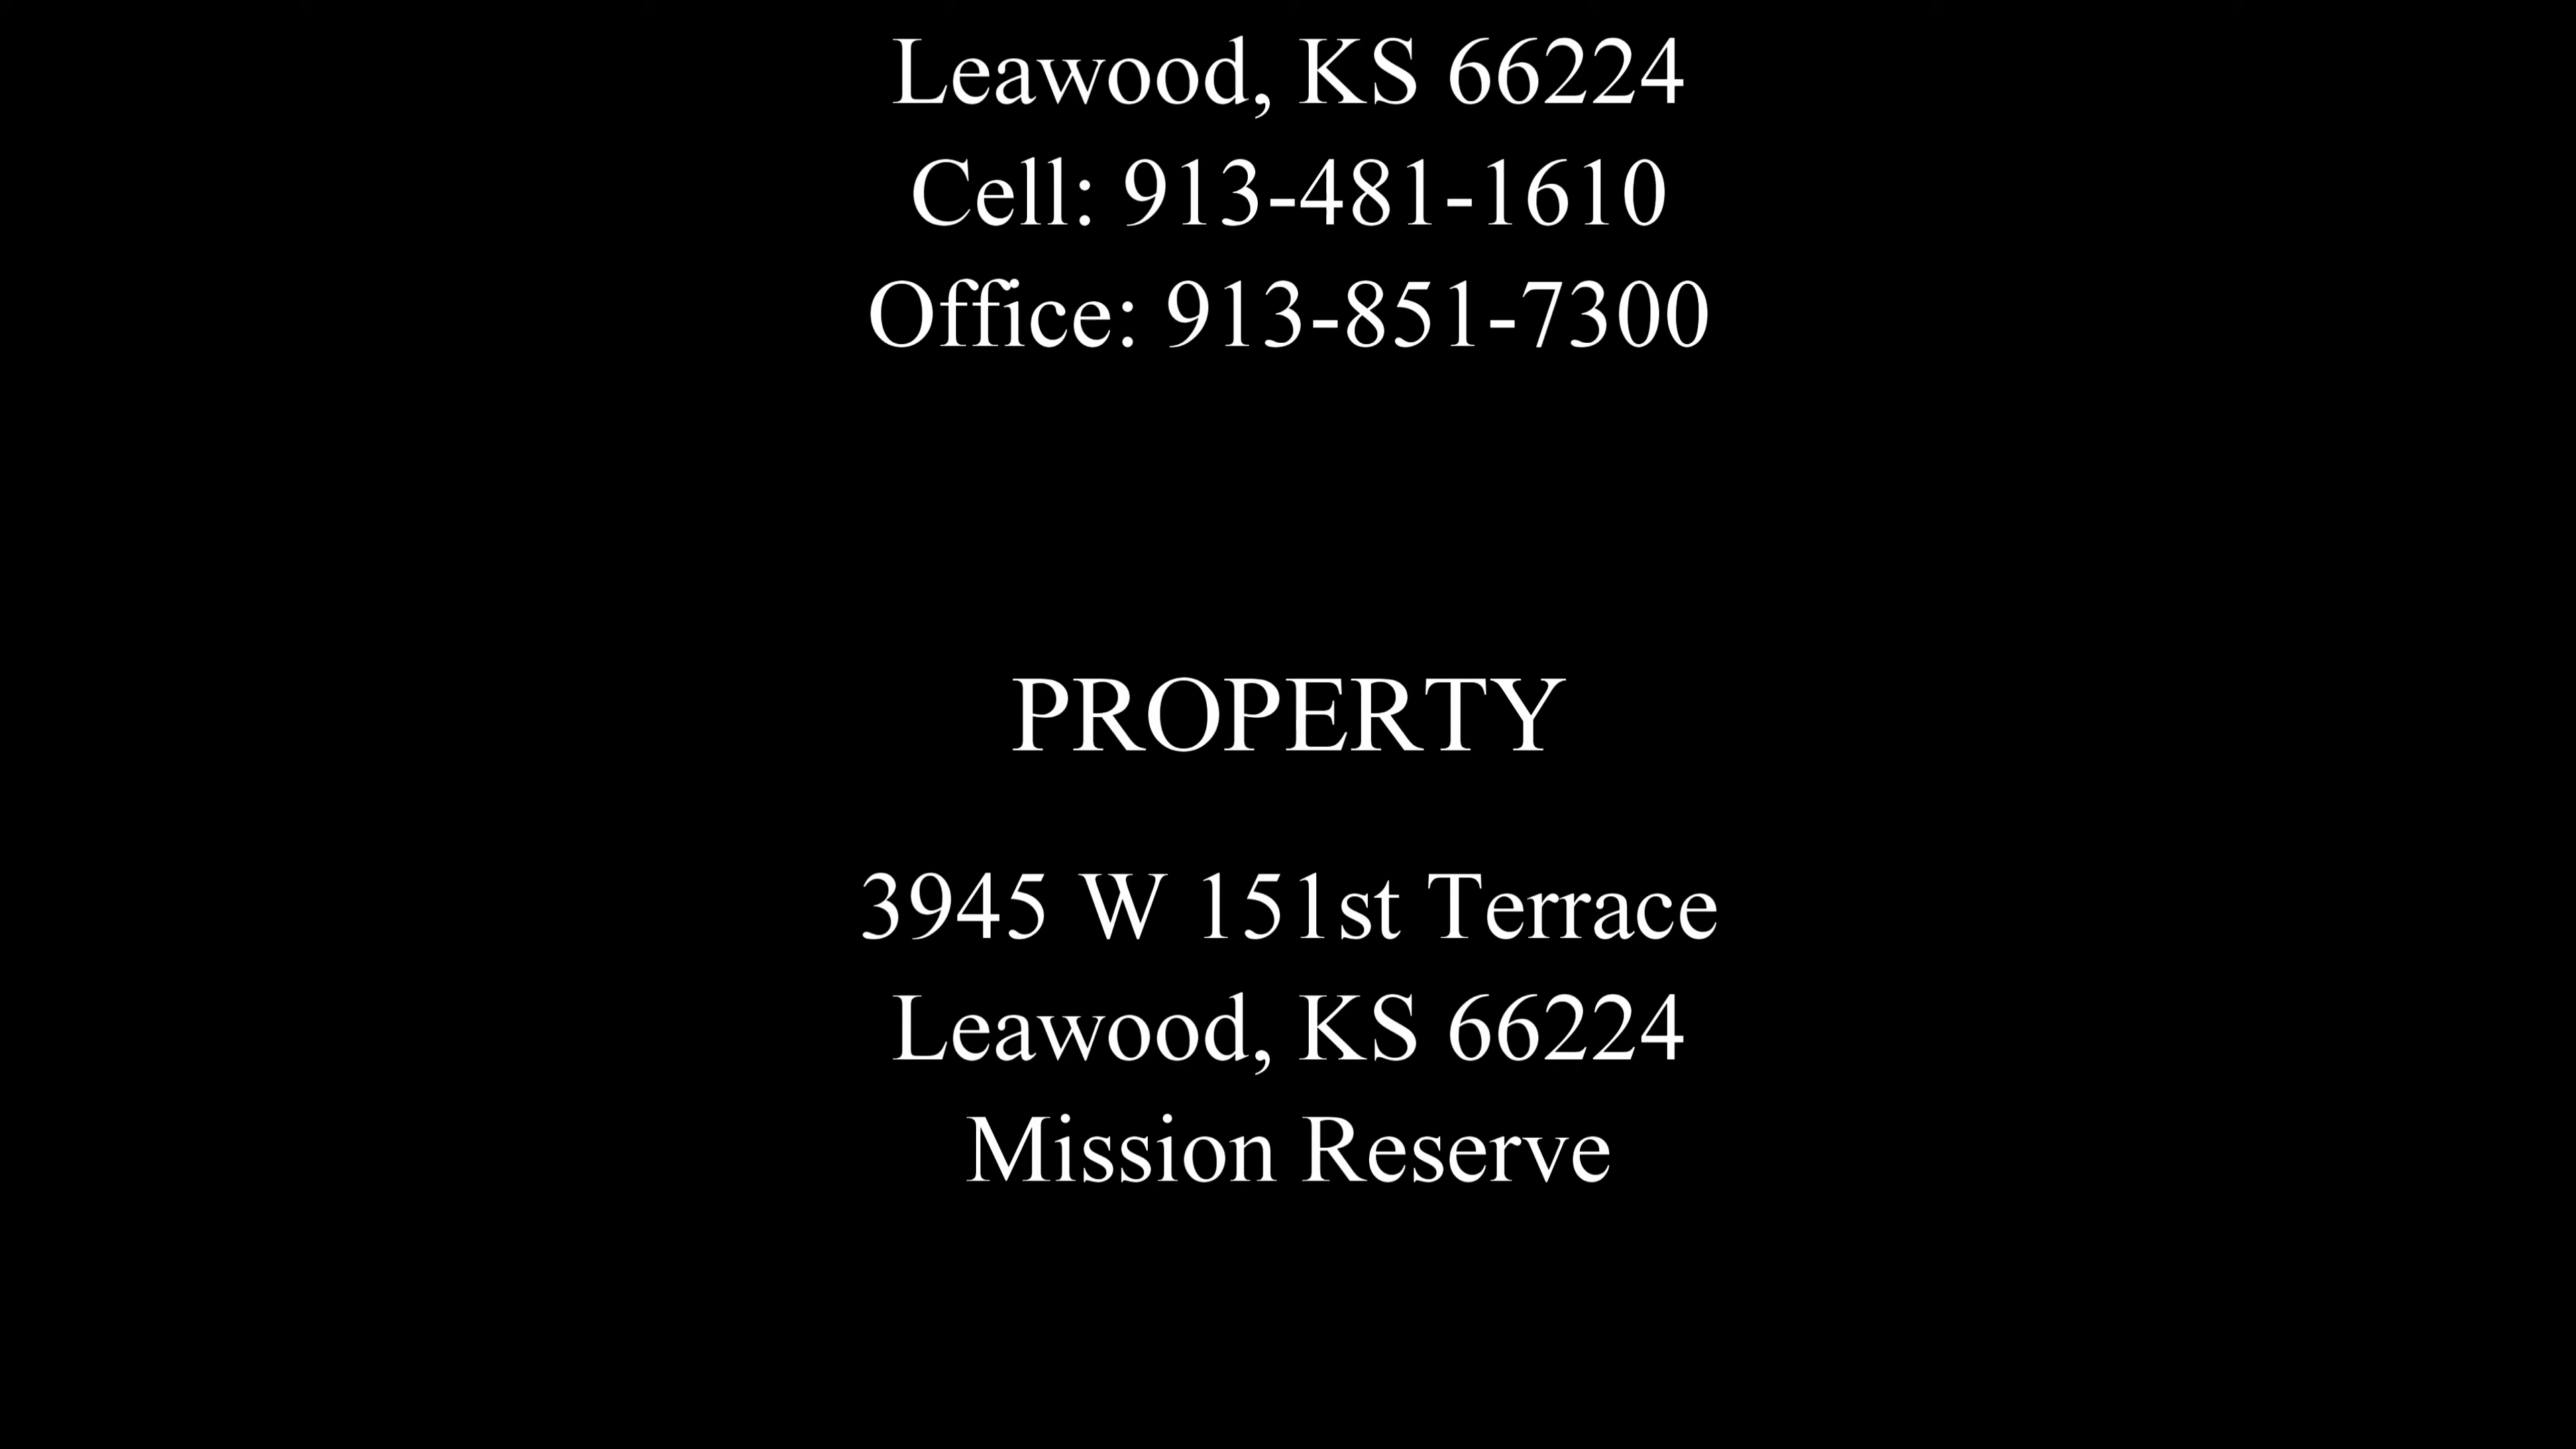 Leawood, KS 66224
Cell: 913-481-1610
Office: 913-851-7300
PROPERTY
3945 W 151st Terrace
Leawood, KS 66224
Mission Reserve